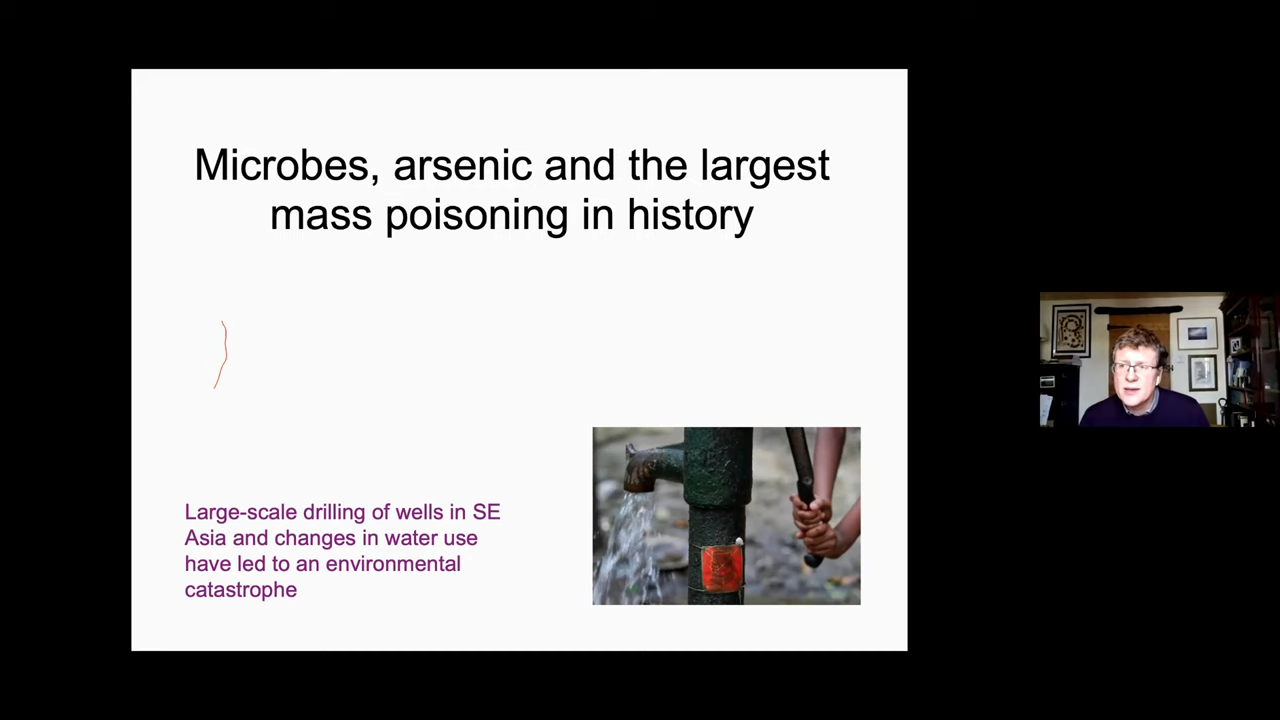 Microbes, arsenic and the largest
mass poisoning in history
Large-scale drilling of wells in SE
Asia and changes in water use
have led to an environmental
catastrophe